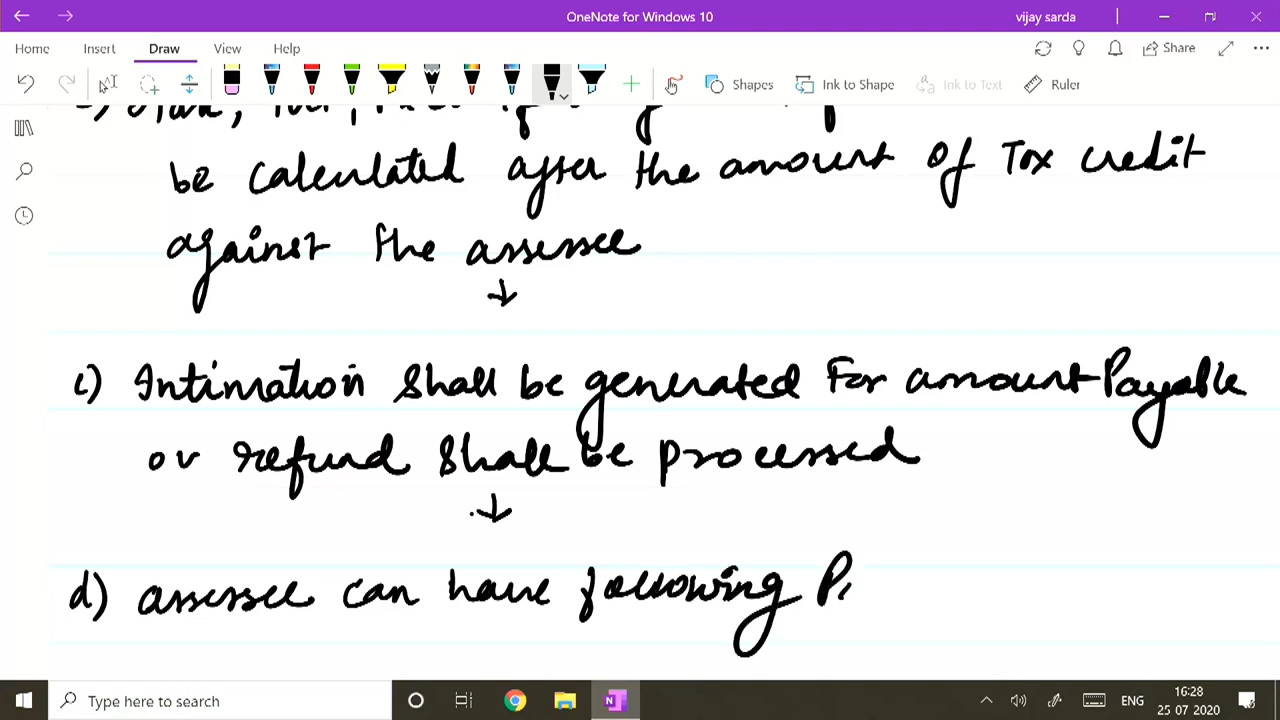 OneNote for Windows 10
vijay sarda
Home Insert Draw View Help
Share
Shapes Ink to Shape Ink to Text Ruler
be calculated after the amount of Tax credit
against the assessee
c) Intimation shall be generated for amount Payable
or refund shall be processed
d) assessee can have following
Type here to search
ENG
16:28
25 07 2020
3